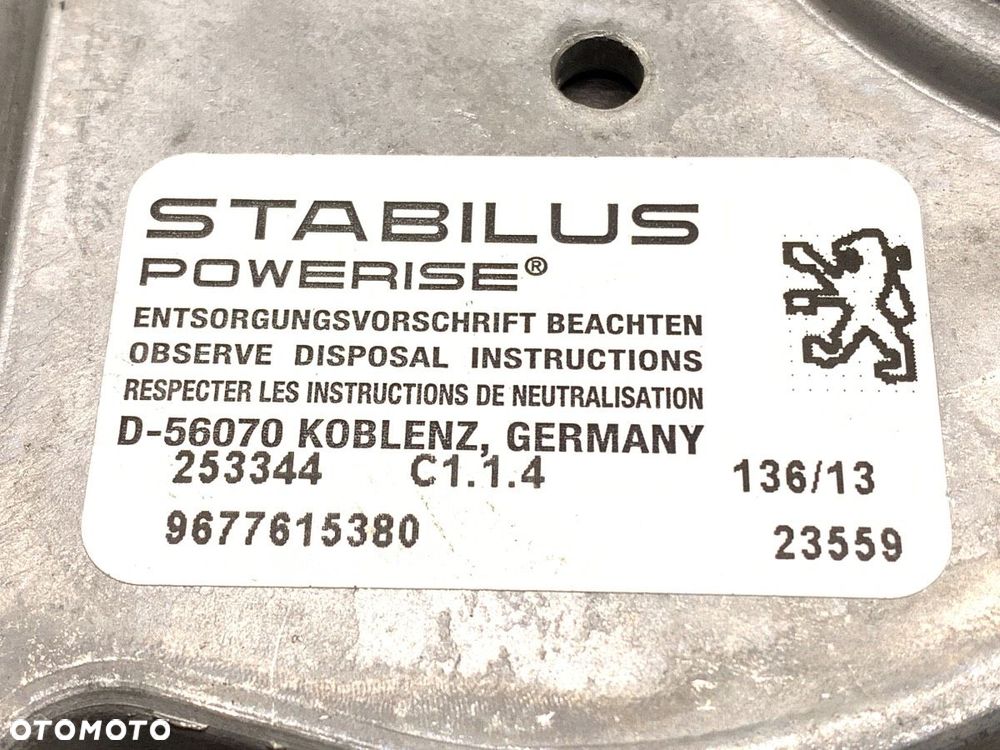 STABILUS
POWERISE®
ENTSORGUNGSVORSCHRIFT BEACHTEN
OBSERVE DISPOSAL INSTRUCTIONS
RESPECTER LES INSTRUCTIONS DE NEUTRALISATION
D-56070 KOBLENZ, GERMANY
253344 C1.1.4 136/13
9677615380 23559
OTOMOTO